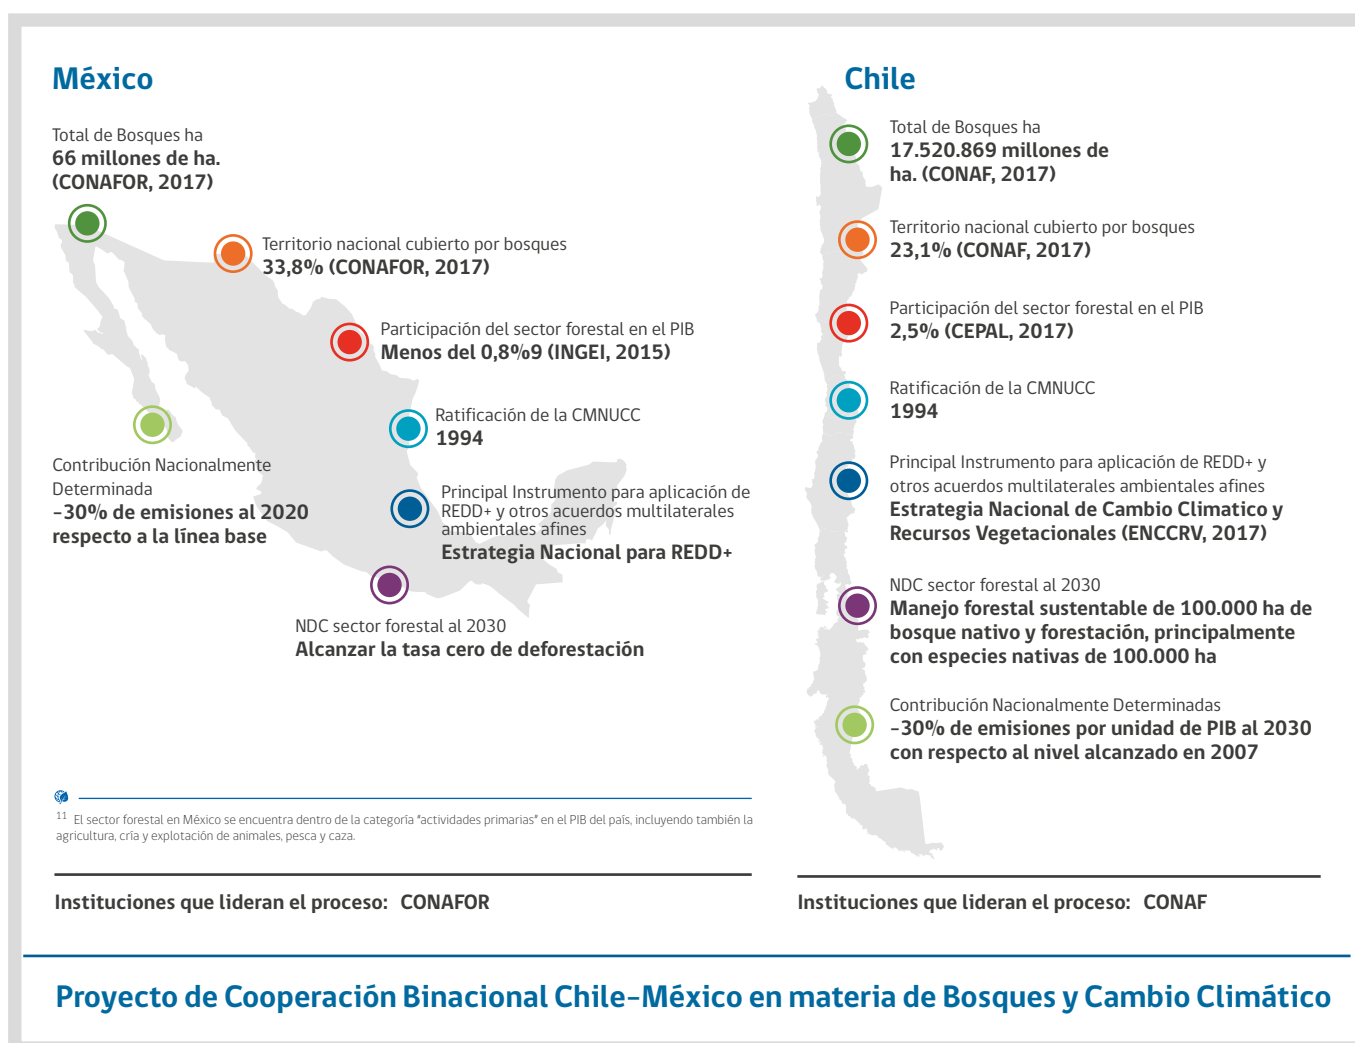 México
Total de Bosques ha
66 millones de ha.
(CONAFOR, 2017)
Territorio nacional cubierto por bosques
33,8% (CONAFOR, 2017)
Participación del sector forestal en el PIB
Menos del 0,8%9 (INGEI, 2015)
Ratificación de la CMNUCC
1994
Contribución Nacionalmente
Determinada
-30% de emisiones al 2020
respecto a la línea base
Principal Instrumento para aplicación de
REDD+ y otros acuerdos multilaterales
ambientales afines
Estrategia Nacional para REDD+
NDC sector forestal al 2030
Alcanzar la tasa cero de deforestación
11 El sector forestal en México se encuentra dentro de la categoría "actividades primarias" en el PIB del país, incluyendo también la
agricultura, cría y explotación de animales, pesca y caza.
Instituciones que lideran el proceso: CONAFOR
Chile
Total de Bosques ha
17.520.869 millones de
ha. (CONAF, 2017)
Territorio nacional cubierto por bosques
23,1% (CONAF, 2017)
Participación del sector forestal en el PIB
2,5% (CEPAL, 2017)
Ratificación de la CMNUCC
1994
Principal Instrumento para aplicación de REDD+ y
otros acuerdos multilaterales ambientales afines
Estrategia Nacional de Cambio Climatico y
Recursos Vegetacionales (ENCCRV, 2017)
NDC sector forestal al 2030
Manejo forestal sustentable de 100.000 ha de
bosque nativo y forestación, principalmente
con especies nativas de 100.000 ha
Contribución Nacionalmente Determinadas
-30% de emisiones por unidad de PIB al 2030
con respecto al nivel alcanzado en 2007
Instituciones que lideran el proceso: CONAF
Proyecto de Cooperación Binacional Chile-México en materia de Bosques y Cambio Climático